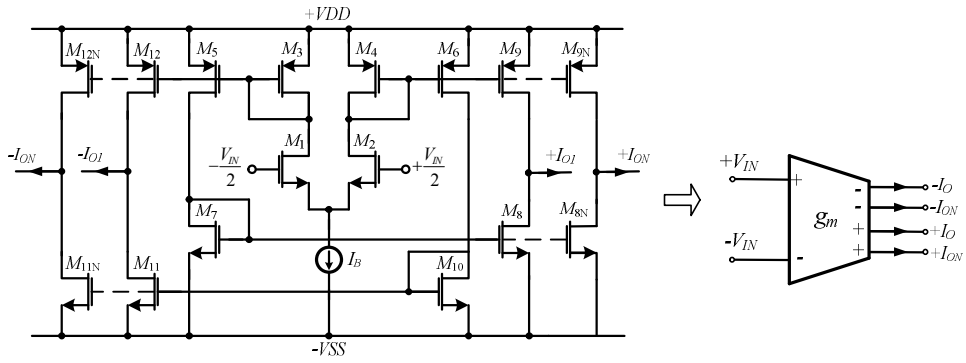 +VDD
M12N M12 M5 M3 M4 M6 M9 M9N
-ION -IO1 -VIN/2 M1 M2 +VIN/2 +IO1 +ION
M7 M8 M8N
IB
M11N M11 M10
-VSS
+VIN + - -IO
- -ION
gm
+ +IO
-VIN - + +ION